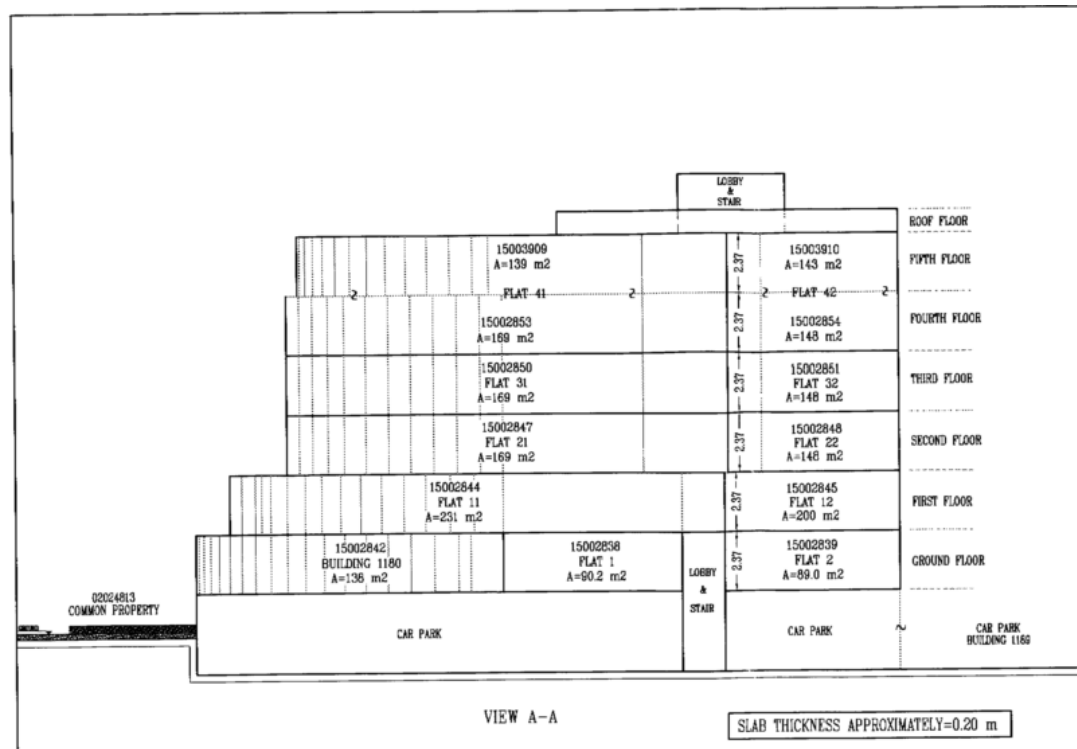 LOBBY
&
STAIR
ROOF FLOOR
15003909
A=139 m2
2.37
15003910
A=143 m2
FIFTH FLOOR
FLAT 41
FLAT 42
15002853
A=169 m2
2.37
15002854
A=148 m2
FOURTH FLOOR
15002850
FLAT 31
A=169 m2
2.37
15002851
FLAT 32
A=148 m2
THIRD FLOOR
15002847
FLAT 21
A=169 m2
2.37
15002848
FLAT 22
A=148 m2
SECOND FLOOR
15002844
FLAT 11
A=231 m2
2.37
15002845
FLAT 12
A=200 m2
FIRST FLOOR
15002842
BUILDING 1180
A=136 m2
15002838
FLAT 1
A=90.2 m2
2.37
15002839
FLAT 2
A=89.0 m2
GROUND FLOOR
LOBBY
&
STAIR
02024813
COMMON PROPERTY
CAR PARK
CAR PARK
CAR PARK
BUILDING 1189
VIEW A-A
SLAB THICKNESS APPROXIMATELY=0.20 m